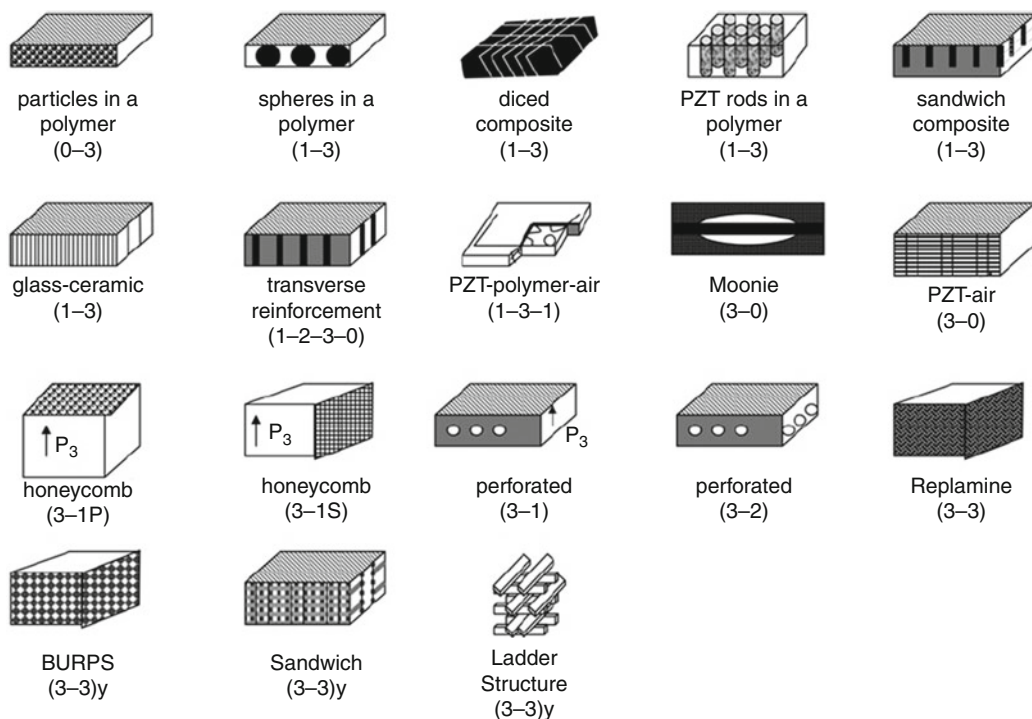 particles in a
polymer
(0–3)
spheres in a
polymer
(1–3)
diced
composite
(1–3)
PZT rods in a
polymer
(1–3)
sandwich
composite
(1–3)
glass-ceramic
(1–3)
transverse
reinforcement
(1–2–3–0)
PZT-polymer-air
(1–3–1)
Moonie
(3–0)
PZT-air
(3–0)
P3
honeycomb
(3–1P)
P3
honeycomb
(3–1S)
P3
perforated
(3–1)
perforated
(3–2)
Replamine
(3–3)
BURPS
(3–3)y
Sandwich
(3–3)y
Ladder
Structure
(3–3)y